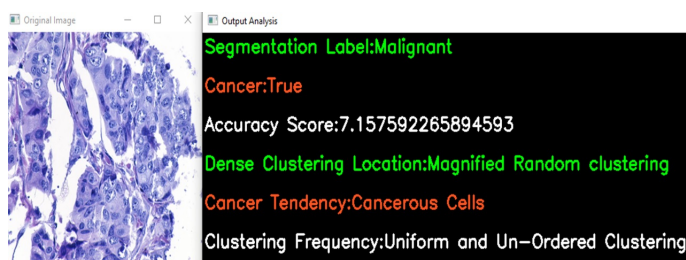 Original Image
Output Analysis
Segmentation Label:Malignant
Cancer:True
Accuracy Score:7.157592265894593
Dense Clustering Location:Magnified Random clustering
Cancer Tendency:Cancerous Cells
Clustering Frequency:Uniform and Un-Ordered Clustering